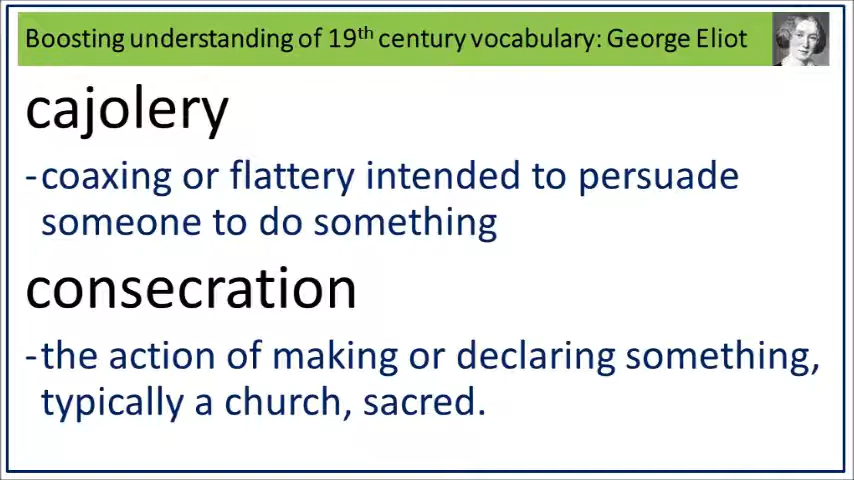 Boosting understanding of 19th century vocabulary: George Eliot
cajolery
-coaxing or flattery intended to persuade
someone to do something
consecration
-the action of making or declaring something,
typically a church, sacred.